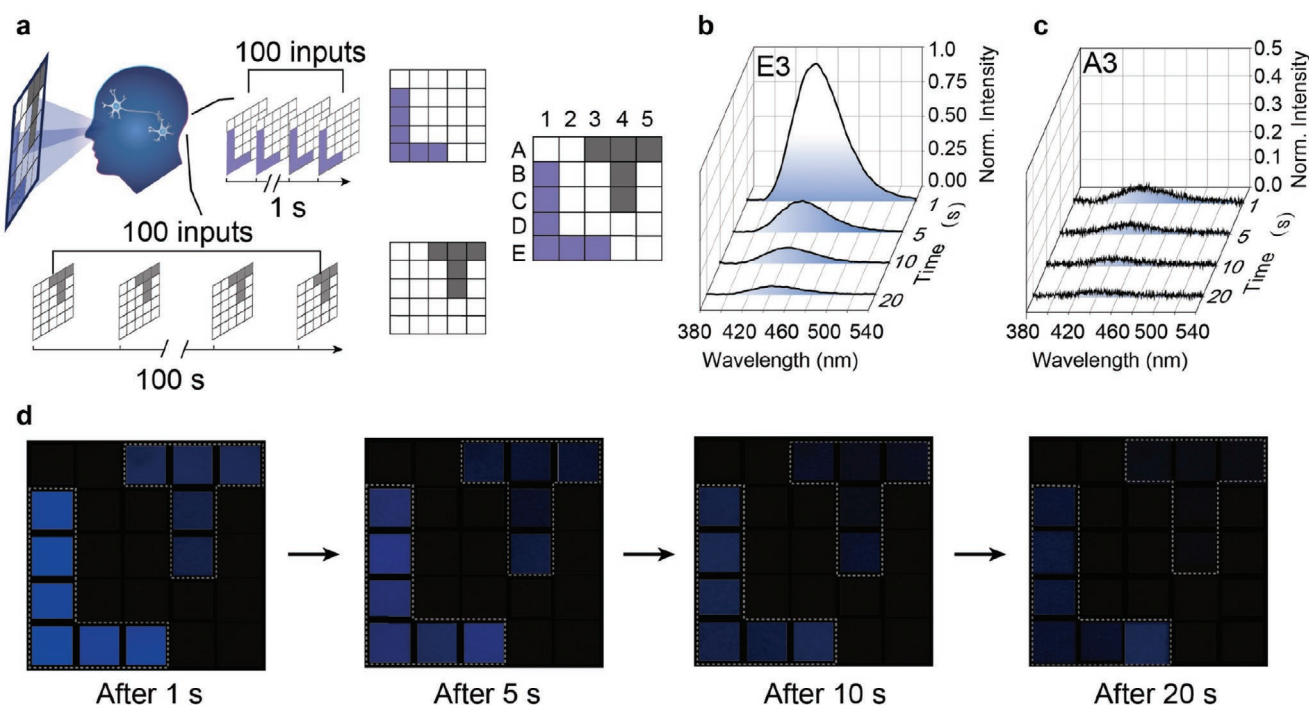 a
100 inputs
1 s
100 inputs
100 s
1 2 3 4 5
A
B
C
D
E
b
E3
1.0
0.75
0.50
0.25
0.00
Norm. Intensity
1
5
10
20
Time (s)
380 420 460 500 540
Wavelength (nm)
c
A3
0.5
0.4
0.3
0.2
0.1
0.0
Norm. Intensity
1
5
10
20
Time (s)
380 420 460 500 540
Wavelength (nm)
d
After 1 s
After 5 s
After 10 s
After 20 s